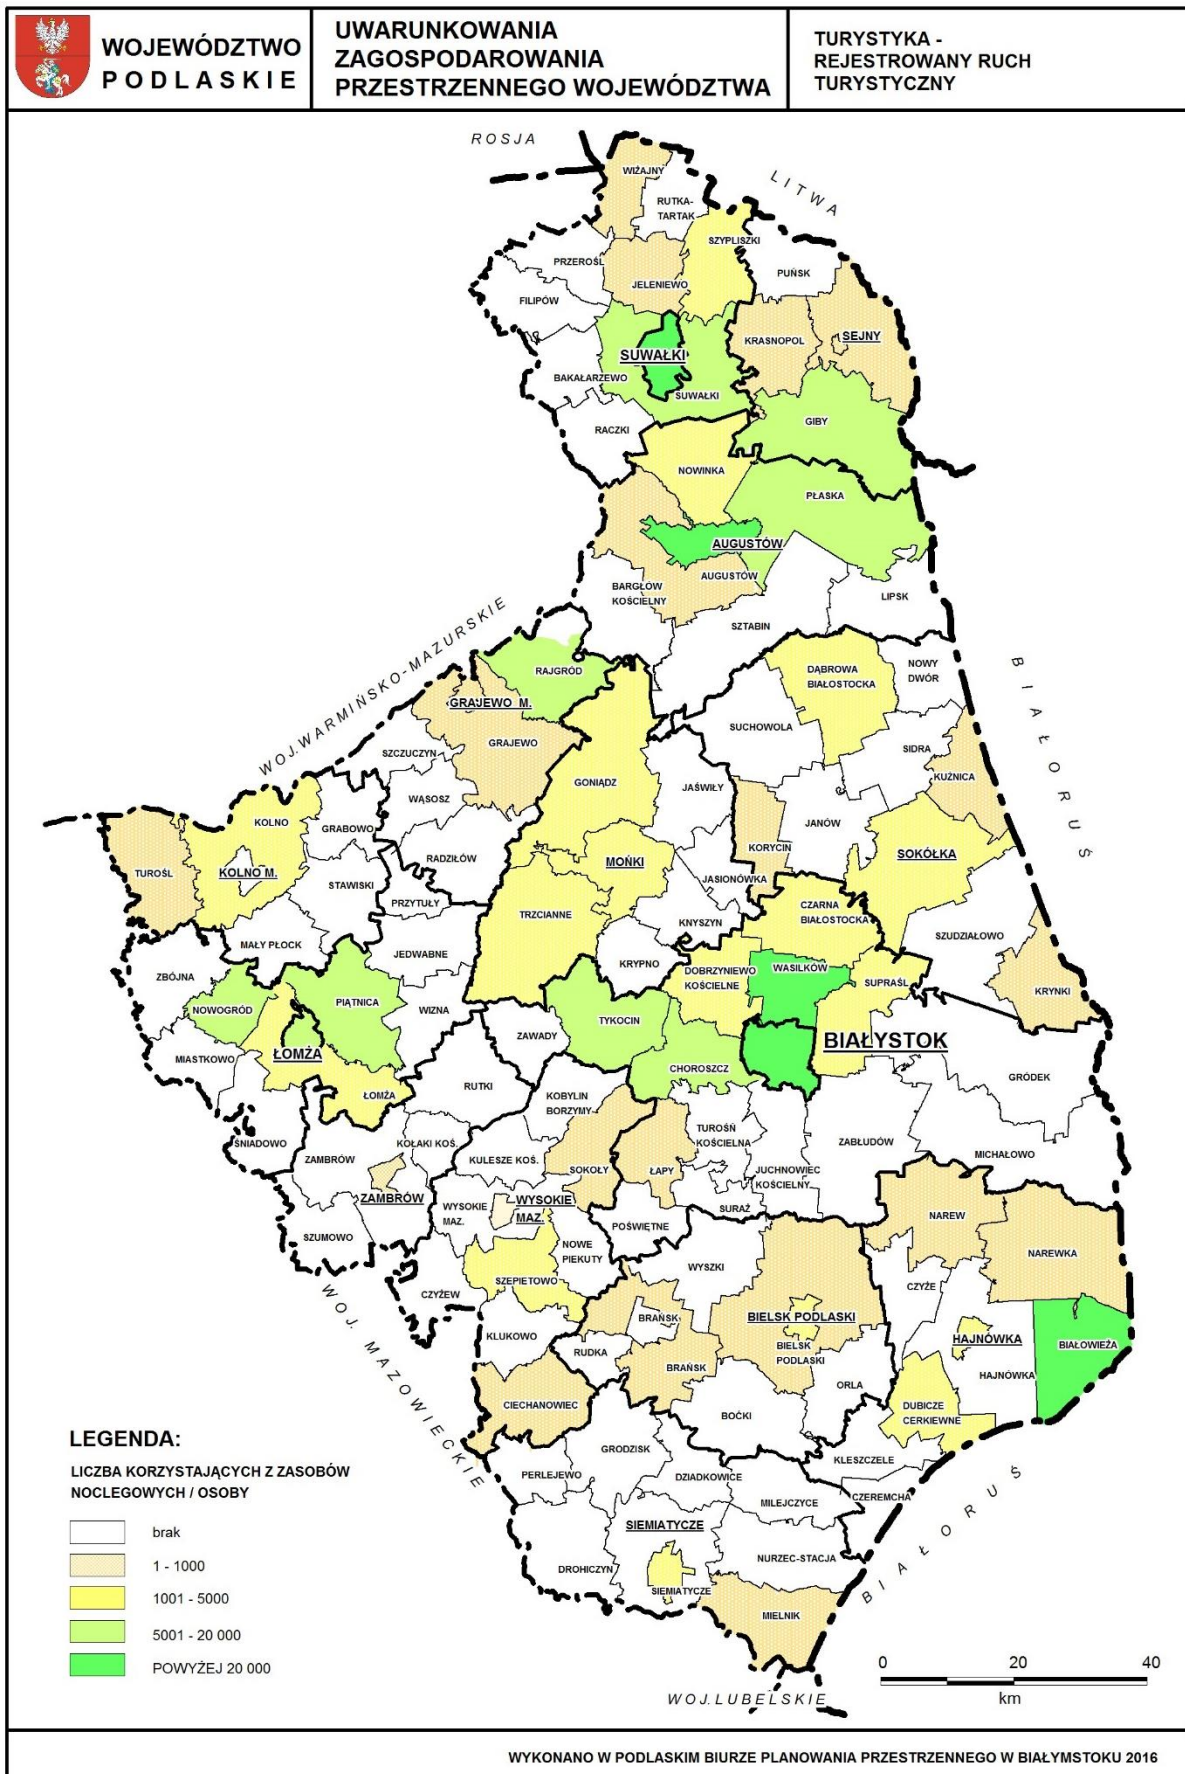 WOJEWÓDZTWO
PODLASKIE
UWARUNKOWANIA
ZAGOSPODAROWANIA
PRZESTRZENNEGO WOJEWÓDZTWA
TURYSTYKA -
REJESTROWANY RUCH
TURYSTYCZNY
ROSJA
LITWA
WIŻAJNY
RUTKA-
TARTAK
SZYPLISZKI
PUŃSK
PRZEROŚL
JELENIEWO
FILIPÓW
KRASNOPOL
SEJNY
SUWAŁKI
BAKAŁARZEWO
SUWAŁKI
RACZKI
GIBY
NOWINKA
PŁASKA
AUGUSTÓW
AUGUSTÓW
BARGŁÓW
KOŚCIELNY
LIPSK
SZTABIN
WOJ. WARMIŃSKO-MAZURSKIE
BIAŁORUŚ
RAJGRÓD
DĄBROWA
BIAŁOSTOCKA
NOWY
DWÓR
GRAJEWO M.
SUCHOWOLA
GRAJEWO
SZCZUCZYN
SIDRA
KUŹNICA
GONIĄDZ
JAŚWIŁY
WĄSOSZ
KOLNO
GRABOWO
JANÓW
KORYCIN
SOKÓŁKA
RADZIŁÓW
MOŃKI
TUROŚL
KOLNO M.
STAWISKI
JASIONÓWKA
PRZYTUŁY
CZARNA
BIAŁOSTOCKA
TRZCIANNE
KNYSZYN
MAŁY PŁOCK
JEDWABNE
SZUDZIAŁOWO
ZBÓJNA
KRYPNO
DOBRZYNIEWO
KOŚCIELNE
WASILKÓW
SUPRAŚL
KRYNKI
NOWOGRÓD
PIĄTNICA
WIZNA
TYKOCIN
ZAWADY
BIAŁYSTOK
MIASTKOWO
ŁOMŻA
CHOROSZCZ
GRÓDEK
ŁOMŻA
RUTKI
KOBYLIN
BORZYMY
TUROŚŃ
KOŚCIELNA
ŚNIADOWO
KOŁAKI KOŚ.
ZABŁUDÓW
MICHAŁOWO
ZAMBRÓW
KULESZE KOŚ.
SOKOŁY
ŁAPY
JUCHNOWIEC
KOŚCIELNY
ZAMBRÓW
WYSOKIE
MAZ.
WYSOKIE
MAZ.
SURAŻ
NAREW
POŚWIĘTNE
SZUMOWO
NOWE
PIEKUTY
WYSZKI
NAREWKA
SZEPIETOWO
CZYŻE
CZYŻEW
BRAŃSK
BIELSK PODLASKI
KLUKOWO
HAJNÓWKA
BIAŁOWIEŻA
RUDKA
BRAŃSK
BIELSK
PODLASKI
HAJNÓWKA
ORLA
WOJ. MAZOWIECKIE
CIECHANOWIEC
BOĆKI
DUBICZE
CERKIEWNE
GRODZISK
KLESZCZELE
PERLEJEWO
DZIADKOWICE
CZEREMCHA
MILEJCZYCE
SIEMIATYCZE
NURZEC-STACJA
DROHICZYN
SIEMIATYCZE
MIELNIK
BIAŁORUŚ
WOJ. LUBELSKIE
LEGENDA:
LICZBA KORZYSTAJĄCYCH Z ZASOBÓW
NOCLEGOWYCH / OSOBY
brak
1 - 1000
1001 - 5000
5001 - 20 000
POWYŻEJ 20 000
0 20 40
km
WYKONANO W PODLASKIM BIURZE PLANOWANIA PRZESTRZENNEGO W BIAŁYMSTOKU 2016